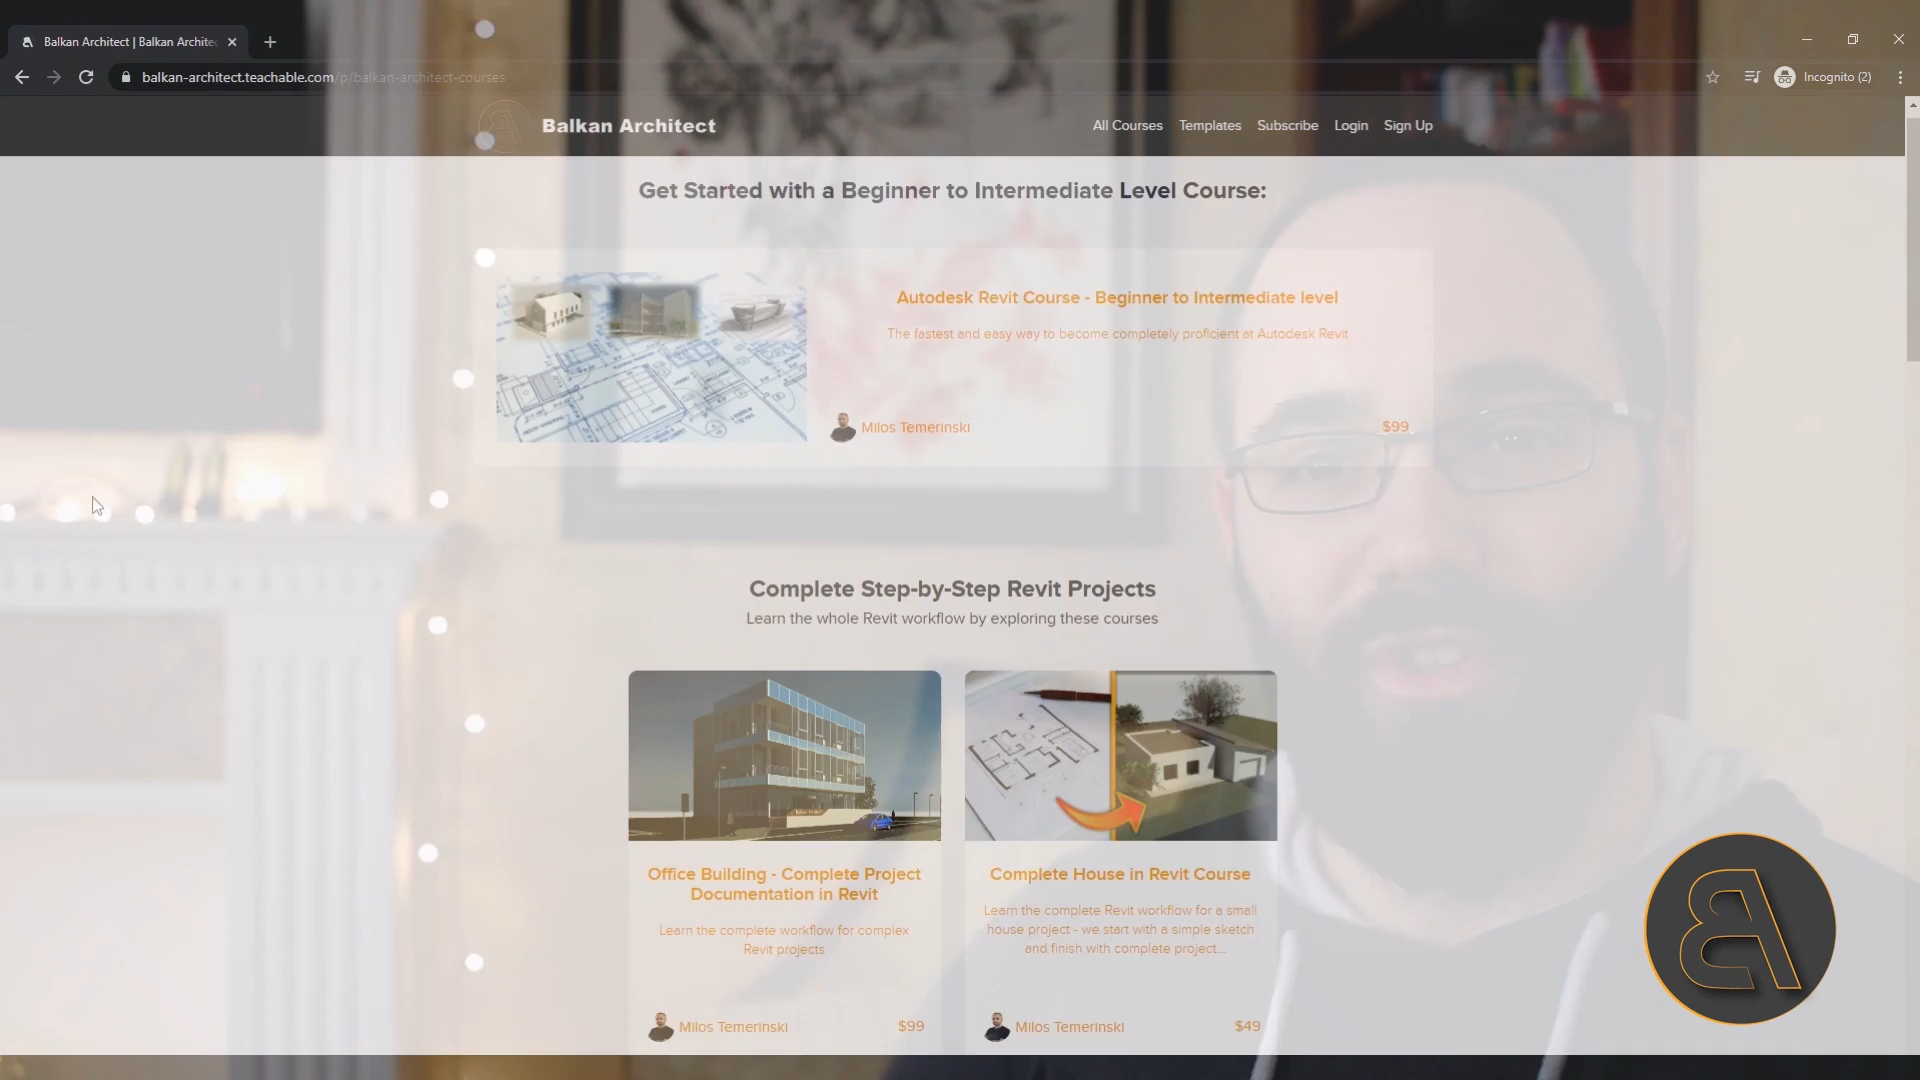 Balkan Architect | Balkan Archite
balkan-architect.teachable.com/p/balkan-architect-courses
Incognito (2)
Balkan Architect
All Courses Templates Subscribe Login Sign Up
Get Started with a Beginner to Intermediate Level Course:
Autodesk Revit Course - Beginner to Intermediate level
The fastest and easy way to become completely proficient at Autodesk Revit
Milos Temerinski $99
Complete Step-by-Step Revit Projects
Learn the whole Revit workflow by exploring these courses
Office Building - Complete Project
Documentation in Revit
Learn the complete workflow for complex
Revit projects
Milos Temerinski $99
Complete House in Revit Course
Learn the complete Revit workflow for a small
house project - we start with a simple sketch
and finish with complete project...
Milos Temerinski $49